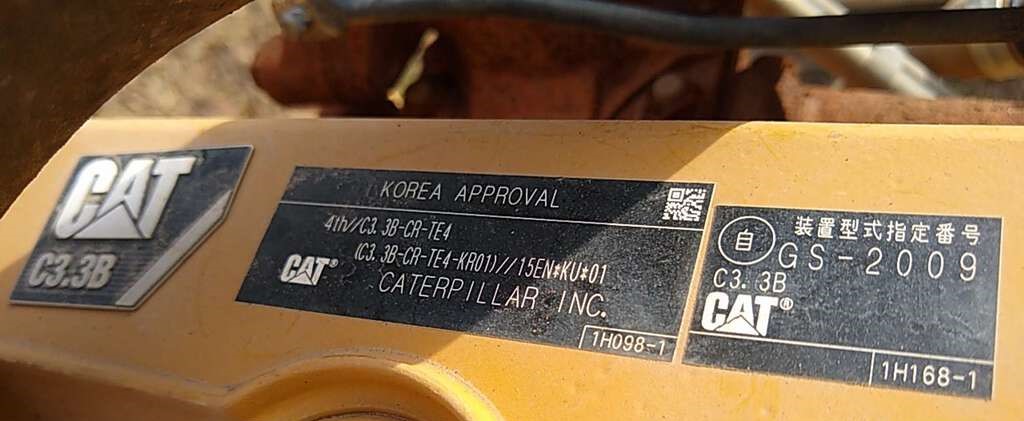 CAT
C3.3B
KOREA APPROVAL
4th//C3.3B-CR-TE4
(C3.3B-CR-TE4-KR01)//15EN*KU*01
CAT®
CATERPILLAR INC.
1H098-1
自 装置型式指定番号
GS-2009
C3.3B
CAT®
1H168-1